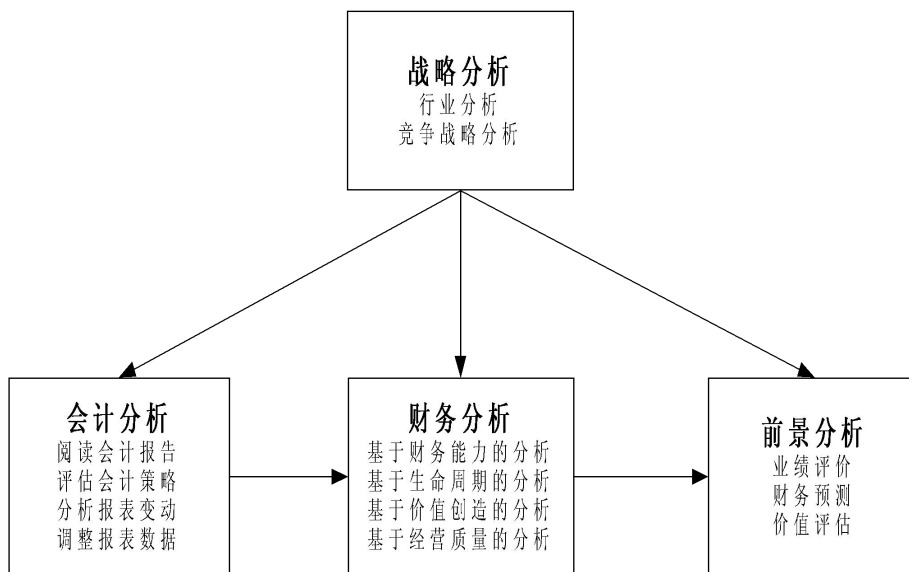 战略分析
行业分析
竞争战略分析
会计分析
阅读会计报告
评估会计策略
分析报表变动
调整报表数据
财务分析
基于财务能力的分析
基于生命周期的分析
基于价值创造的分析
基于经营质量的分析
前景分析
业绩评价
财务预测
价值评估